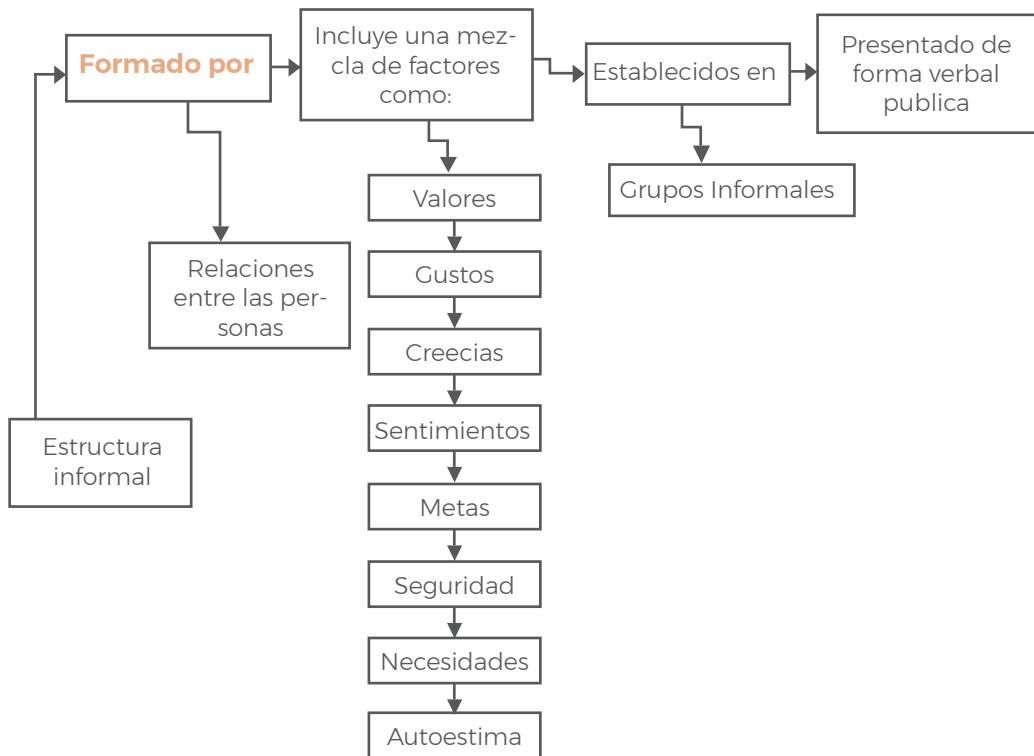 Formado por
Incluye una mez-
cla de factores
como:
Establecidos en
Presentado de
forma verbal
publica
Grupos Informales
Valores
Relaciones
entre las per-
sonas
Gustos
Creecias
Estructura
informal
Sentimientos
Metas
Seguridad
Necesidades
Autoestima